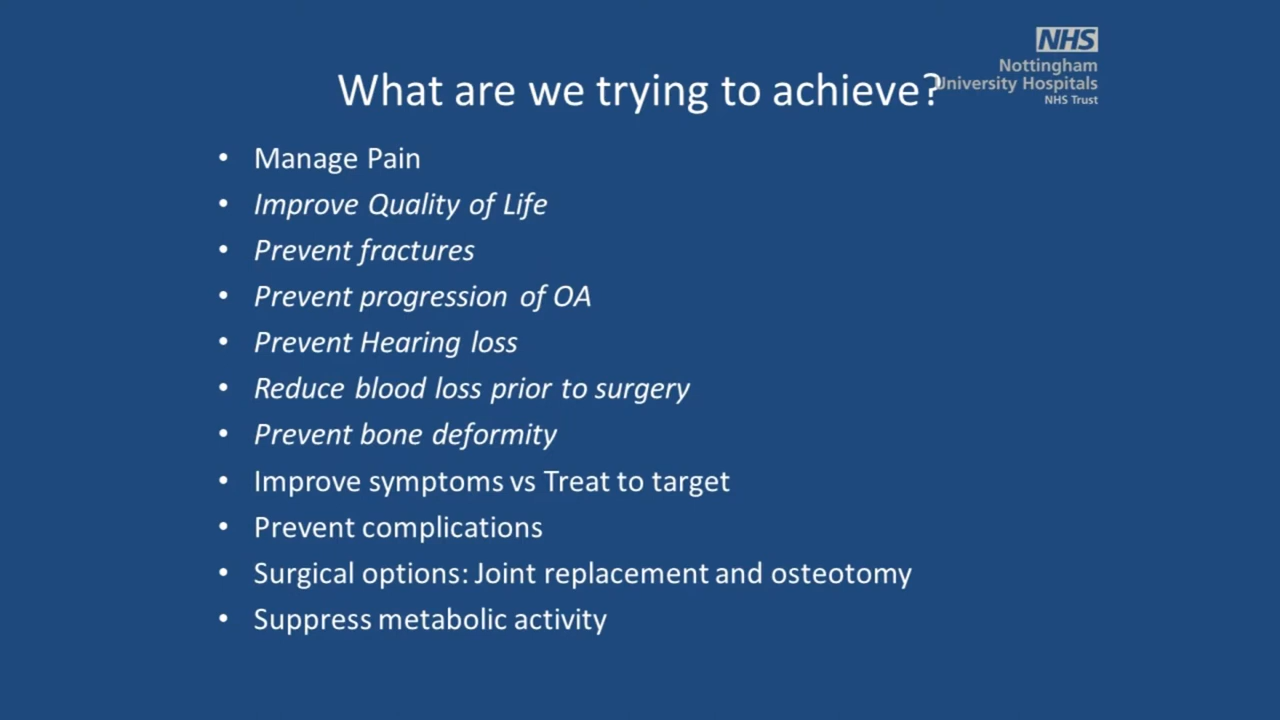 NHS
Nottingham
University Hospitals
NHS Trust
What are we trying to achieve?
• Manage Pain
• Improve Quality of Life
• Prevent fractures
• Prevent progression of OA
• Prevent Hearing loss
• Reduce blood loss prior to surgery
• Prevent bone deformity
• Improve symptoms vs Treat to target
• Prevent complications
• Surgical options: Joint replacement and osteotomy
• Suppress metabolic activity